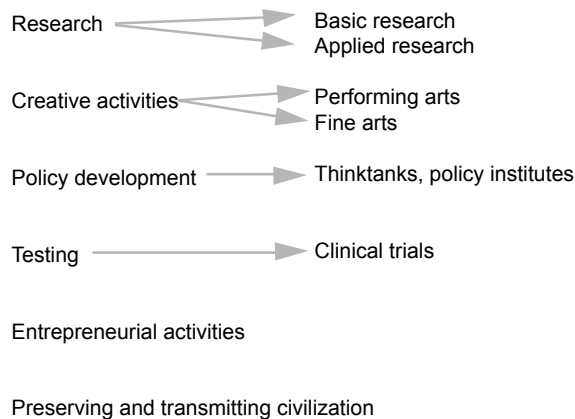 Research
Basic research
Applied research
Creative activities
Performing arts
Fine arts
Policy development
Thinktanks, policy institutes
Testing
Clinical trials
Entrepreneurial activities
Preserving and transmitting civilization